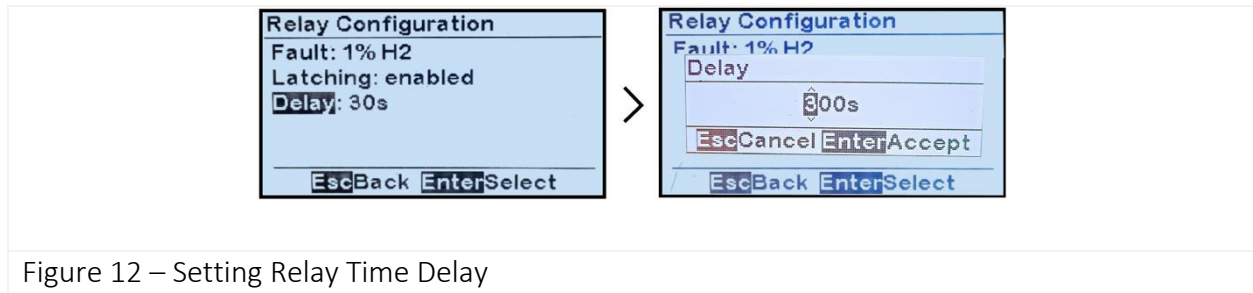 Relay Configuration
Fault: 1% H2
Latching: enabled
Delay: 30s
EscBack EnterSelect
>
Relay Configuration
Fault: 1% H2
Delay
300s
EscCancel EnterAccept
EscBack EnterSelect
Figure 12 – Setting Relay Time Delay